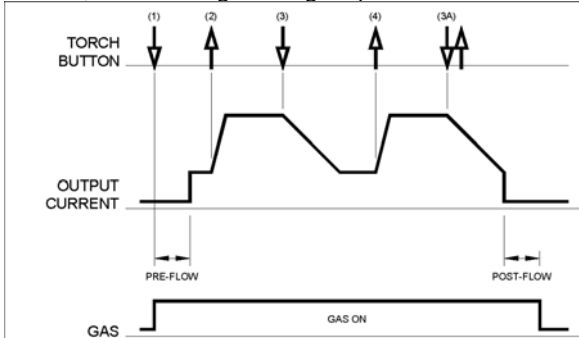 (1) (2) (3) (4) (3A)
TORCH
BUTTON
OUTPUT
CURRENT
PRE-FLOW POST-FLOW
GAS ON
GAS